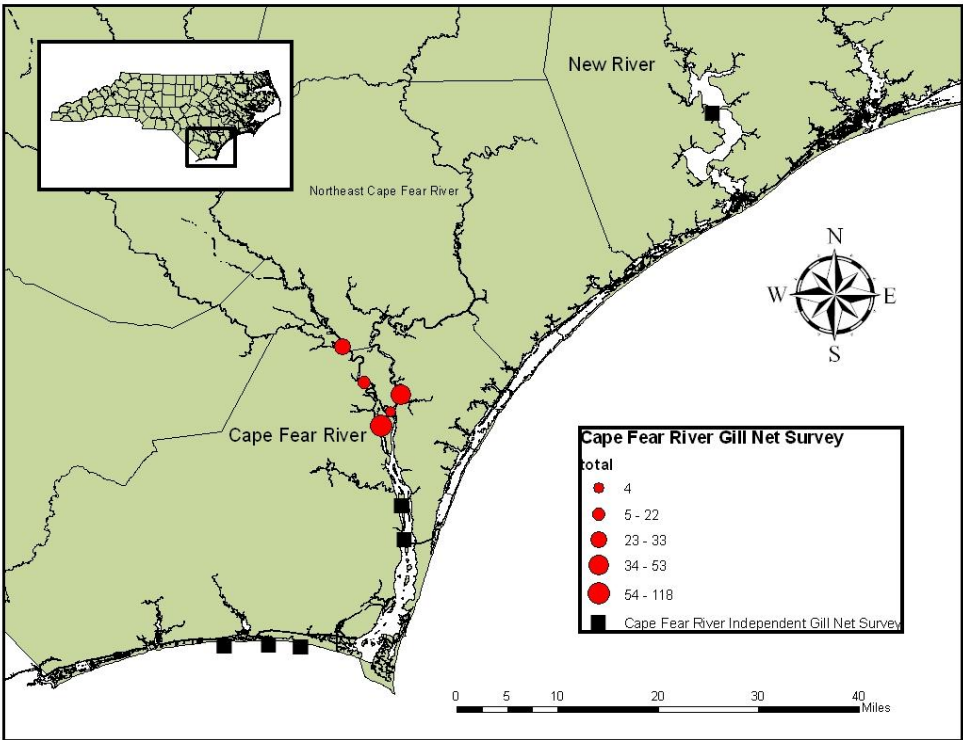 New River
Northeast Cape Fear River
N
W
E
S
Cape Fear River
Cape Fear River Gill Net Survey
total
4
5 - 22
23 - 33
34 - 53
54 - 118
Cape Fear River Independent Gill Net Survey
0 5 10 20 30 40
Miles